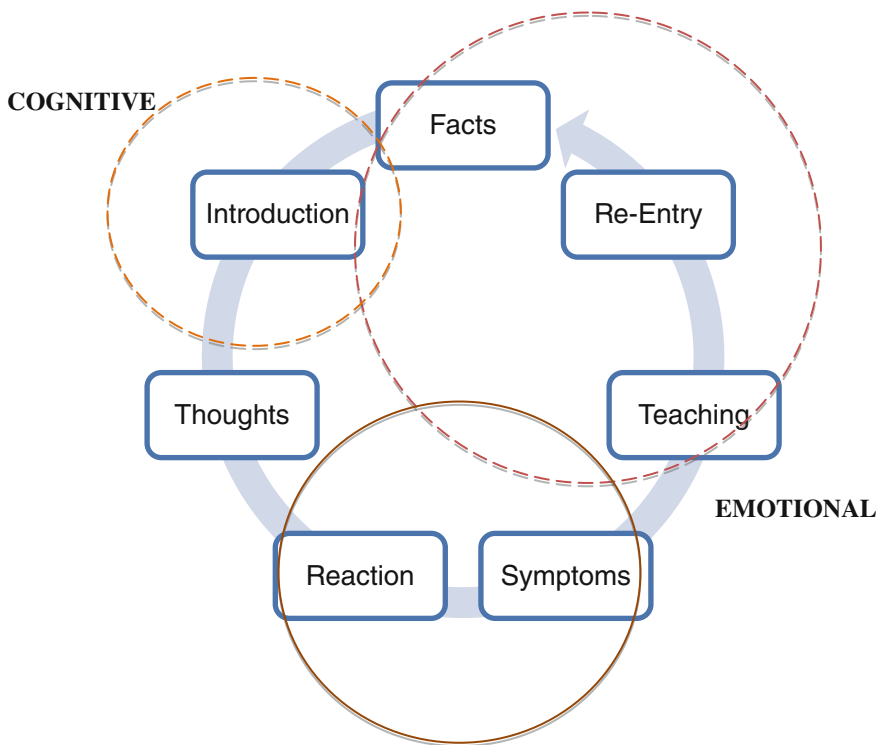 COGNITIVE
Facts
Introduction
Re-Entry
Thoughts
Teaching
EMOTIONAL
Reaction
Symptoms